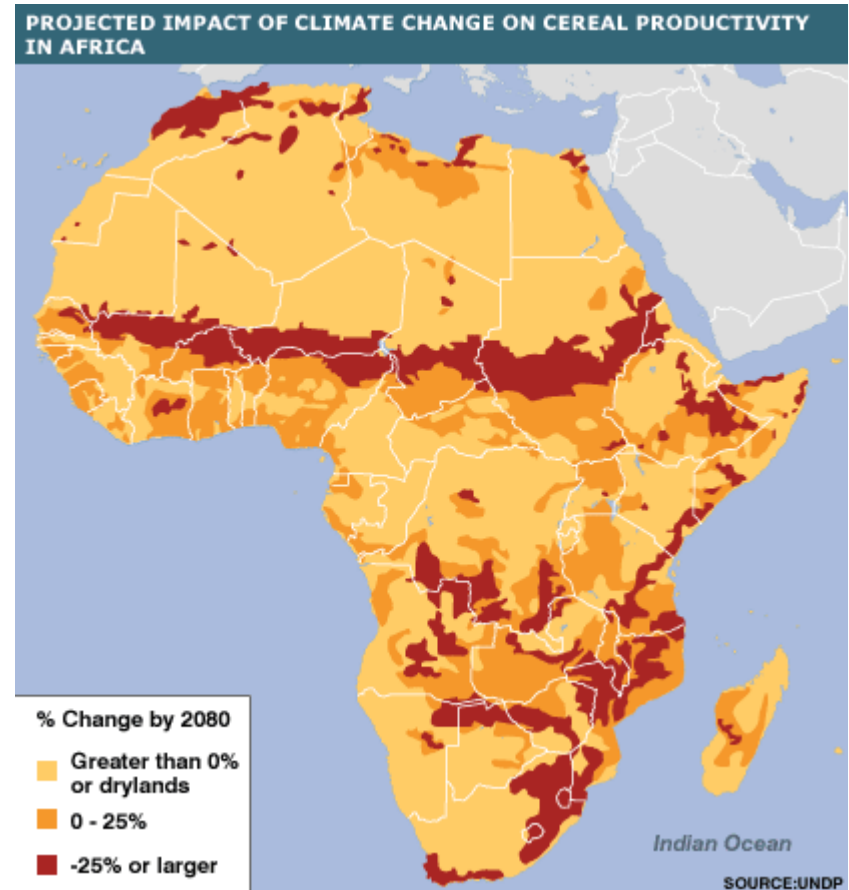 PROJECTED IMPACT OF CLIMATE CHANGE ON CEREAL PRODUCTIVITY
IN AFRICA
% Change by 2080
Greater than 0%
or drylands
0 - 25%
-25% or larger
Indian Ocean
SOURCE:UNDP